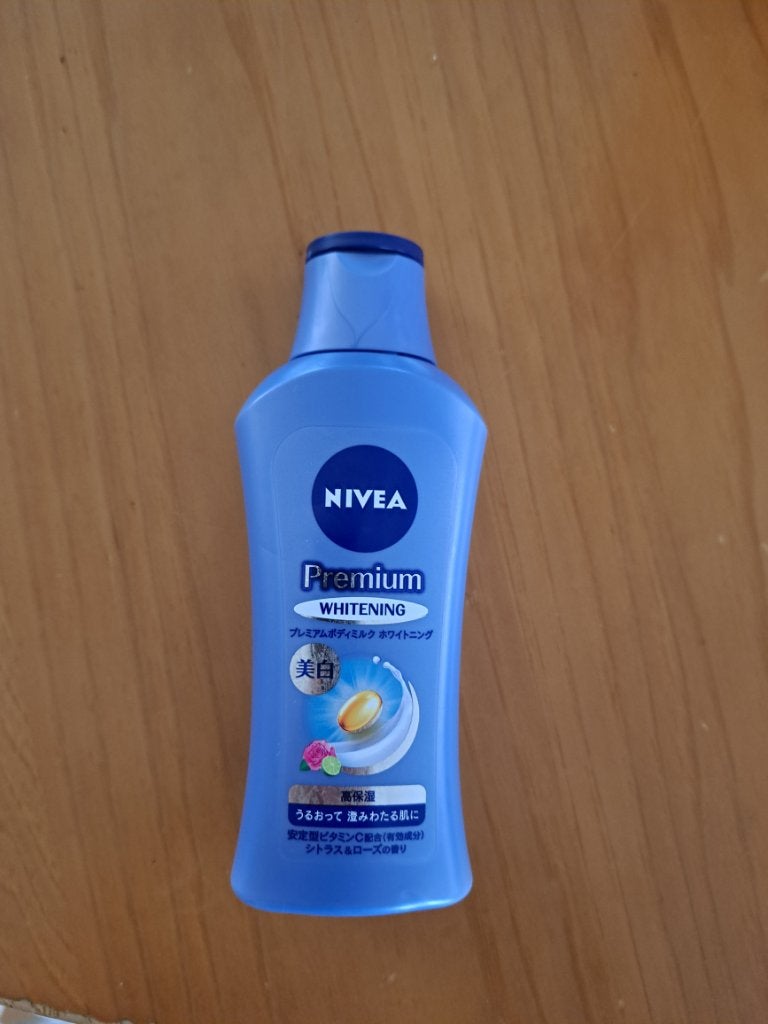 NIVEA
Premium
WHITENING
プレミアムボディミルク ホワイトニング
美白
高保湿
うるおって 澄みわたる肌に
安定型ビタミンC配合(有効成分)
シトラス&ローズの香り